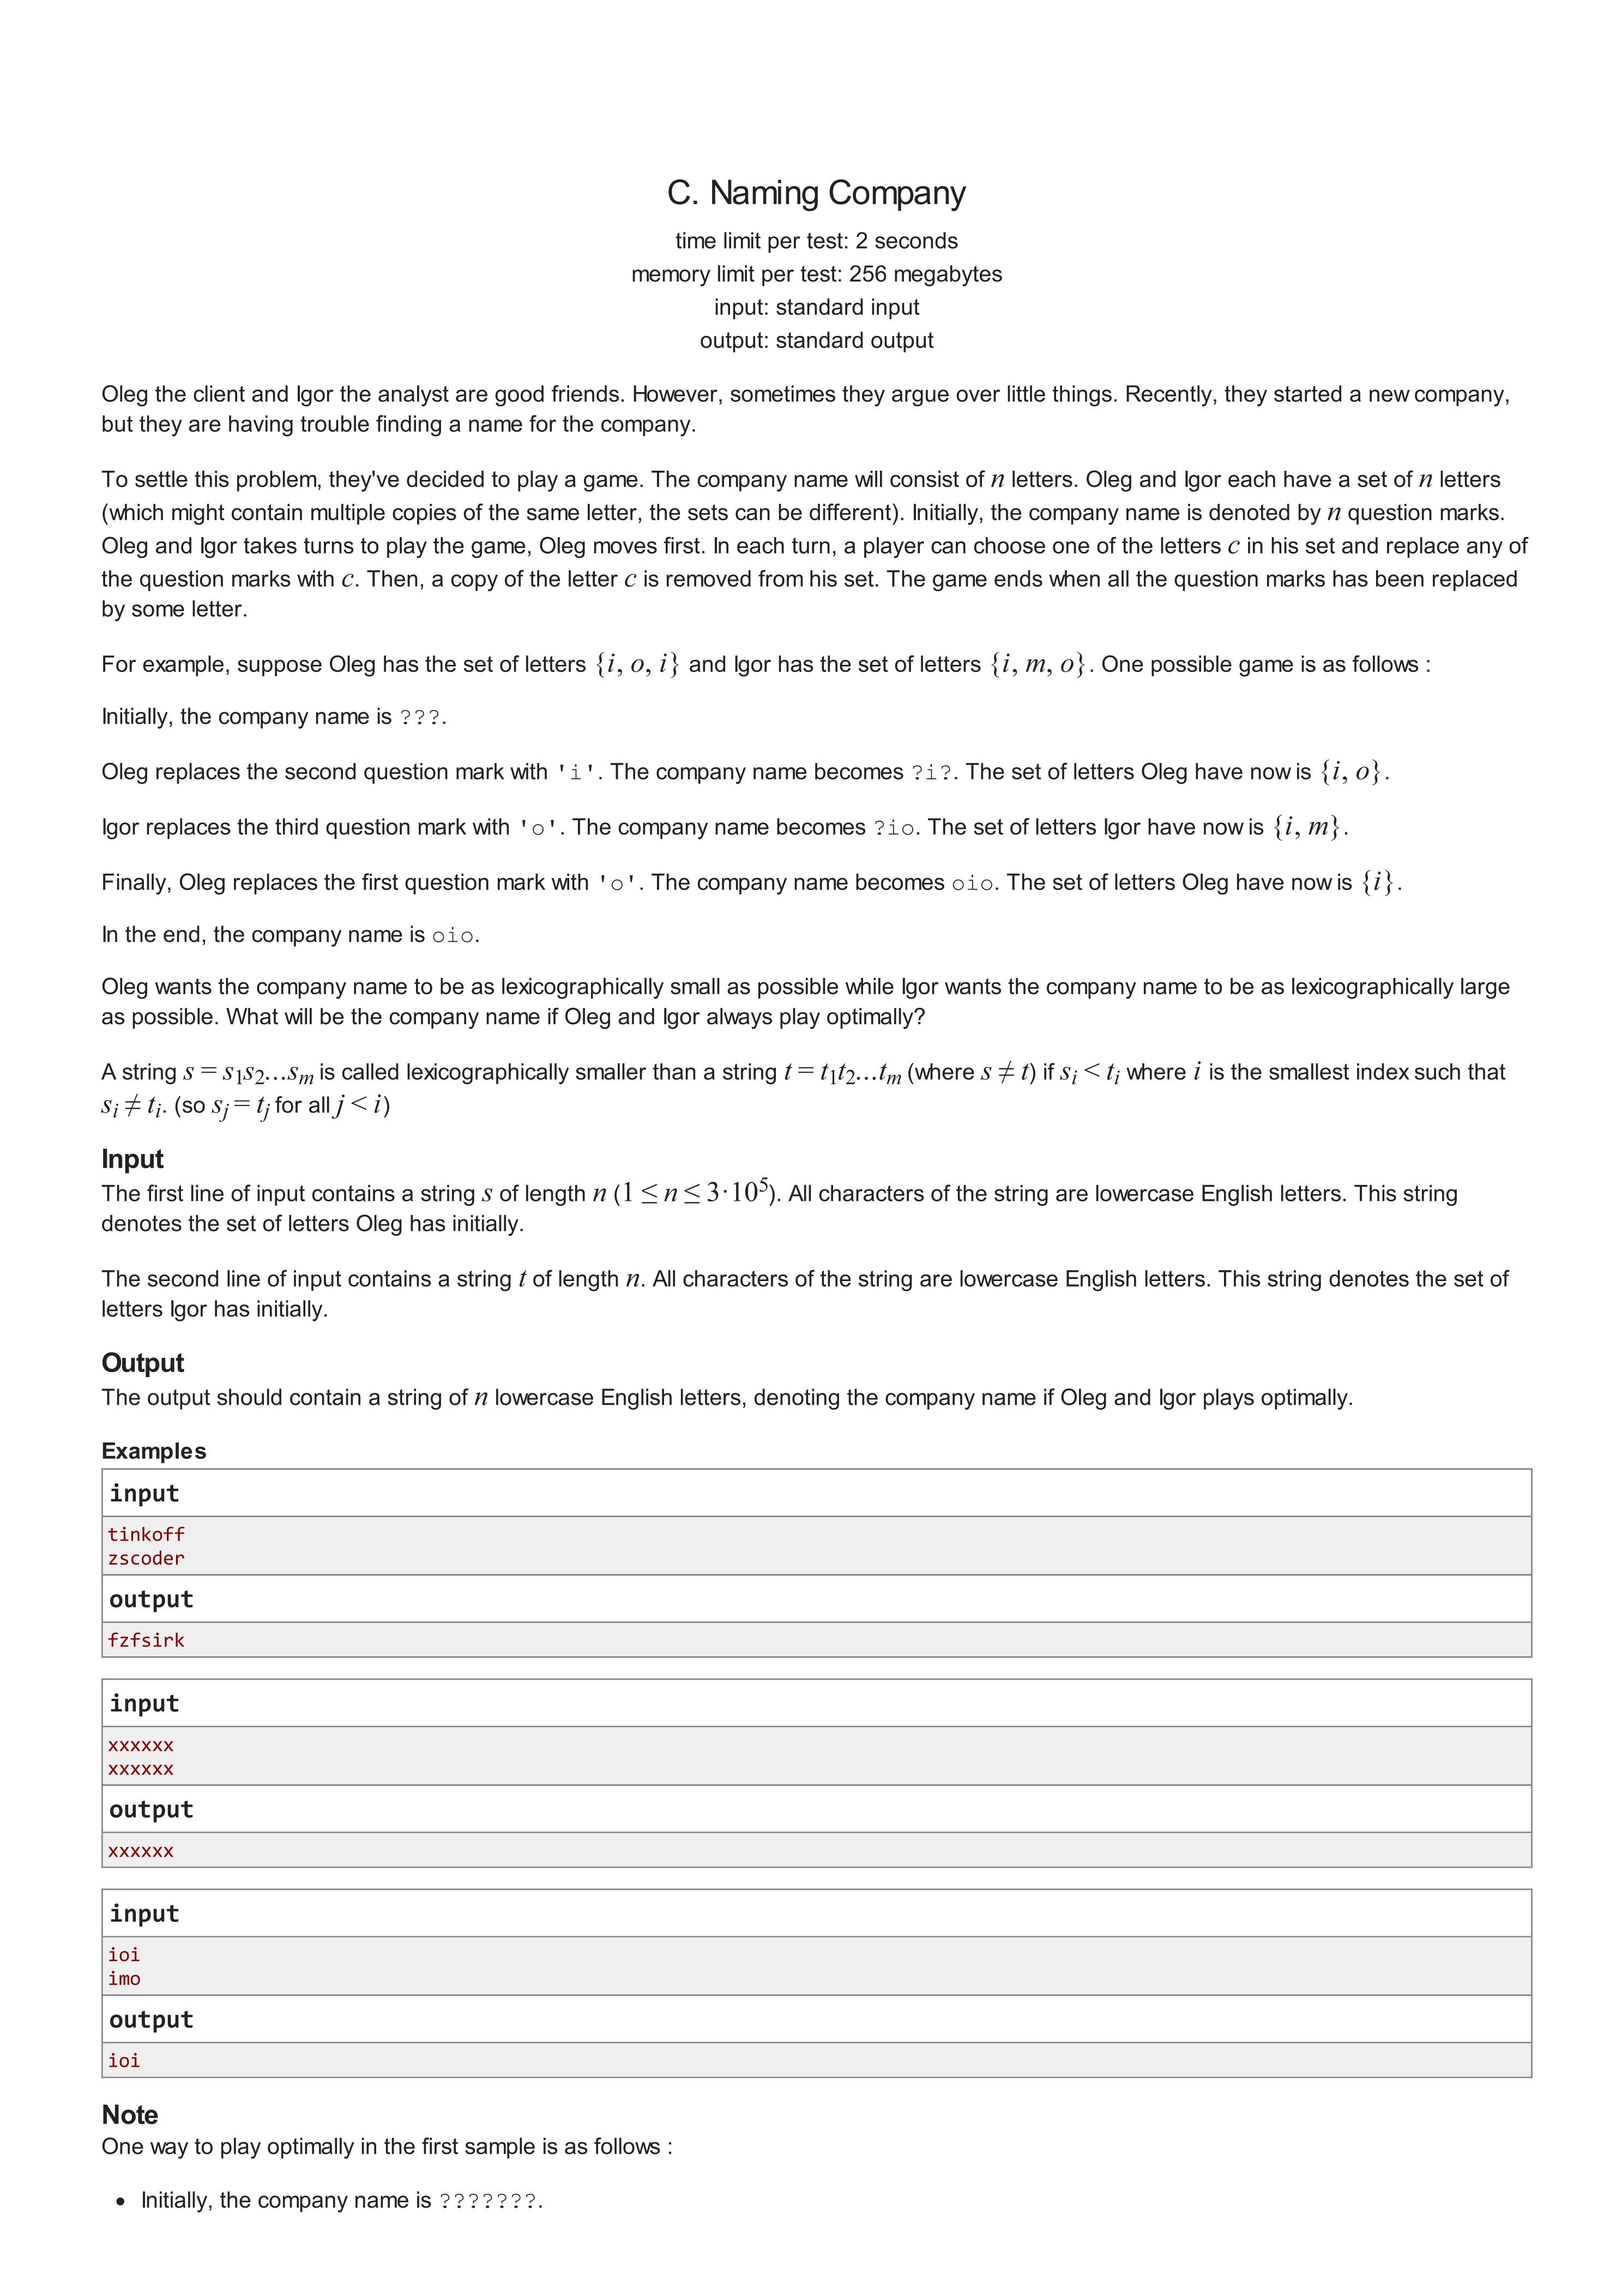 C. Naming Company
time limit per test: 2 seconds
memory limit per test: 256 megabytes
input: standard input
output: standard output
Oleg the client and Igor the analyst are good friends. However, sometimes they argue over little things. Recently, they started a new company,
but they are having trouble finding a name for the company.
To settle this problem, they've decided to play a game. The company name will consist of n letters. Oleg and Igor each have a set of n letters
(which might contain multiple copies of the same letter, the sets can be different). Initially, the company name is denoted by n question marks.
Oleg and Igor takes turns to play the game, Oleg moves first. In each turn, a player can choose one of the letters c in his set and replace any of
the question marks with c. Then, a copy of the letter c is removed from his set. The game ends when all the question marks has been replaced
by some letter.
For example, suppose Oleg has the set of letters {i, o, i} and Igor has the set of letters {i, m, o}. One possible game is as follows :
Initially, the company name is ???.
Oleg replaces the second question mark with 'i'. The company name becomes ?i?. The set of letters Oleg have now is {i, o}.
Igor replaces the third question mark with 'o'. The company name becomes ?io. The set of letters Igor have now is {i, m}.
Finally, Oleg replaces the first question mark with 'o'. The company name becomes oio. The set of letters Oleg have now is {i}.
In the end, the company name is oio.
Oleg wants the company name to be as lexicographically small as possible while Igor wants the company name to be as lexicographically large
as possible. What will be the company name if Oleg and Igor always play optimally?
A string s = s1s2...sm is called lexicographically smaller than a string t = t1t2...tm (where s ≠ t) if si < ti where i is the smallest index such that
si ≠ ti. (so sj = tj for all j < i)
Input
The first line of input contains a string s of length n (1 ≤ n ≤ 3·10^5). All characters of the string are lowercase English letters. This string
denotes the set of letters Oleg has initially.
The second line of input contains a string t of length n. All characters of the string are lowercase English letters. This string denotes the set of
letters Igor has initially.
Output
The output should contain a string of n lowercase English letters, denoting the company name if Oleg and Igor plays optimally.
Examples
input
tinkoff
zscoder
output
fzfsirk
input
xxxxxx
xxxxxx
output
xxxxxx
input
ioi
imo
output
ioi
Note
One way to play optimally in the first sample is as follows :
• Initially, the company name is ???????.